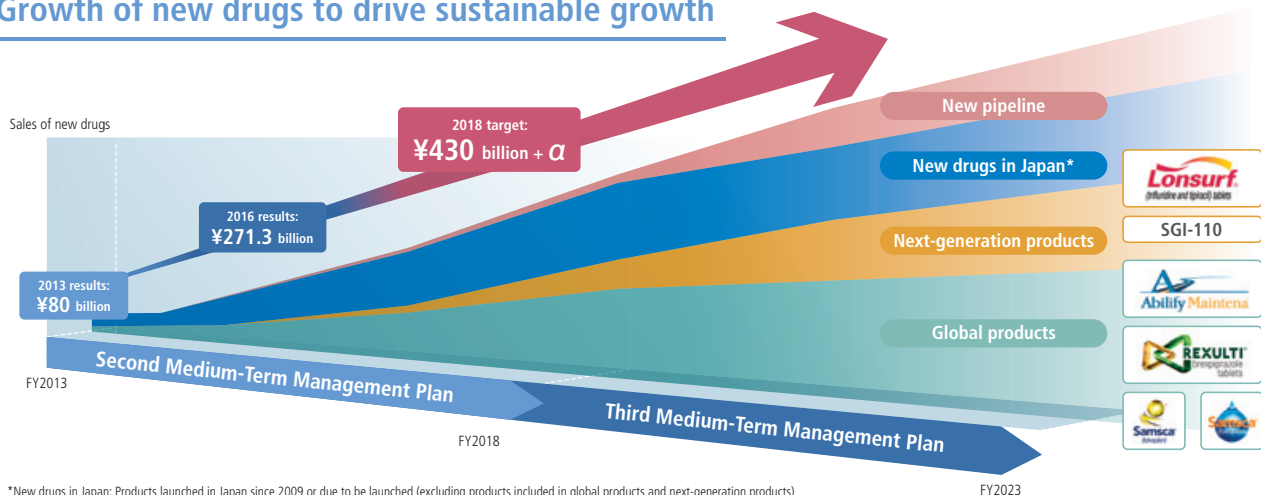 Growth of new drugs to drive sustainable growth
Sales of new drugs
2013 results:
¥80 billion
2016 results:
¥271.3 billion
2018 target:
¥430 billion + α
New pipeline
New drugs in Japan*
Next-generation products
Global products
Lonsurf
(trifluridine and tipiracil) tablets
SGI-110
Abilify Maintena
REXULTI
brexpiprazole
tablets
Samsca
Samsca
Second Medium-Term Management Plan
Third Medium-Term Management Plan
FY2013
FY2018
FY2023
*New drugs in Japan: Products launched in Japan since 2009 or due to be launched (excluding products included in global products and next-generation products)